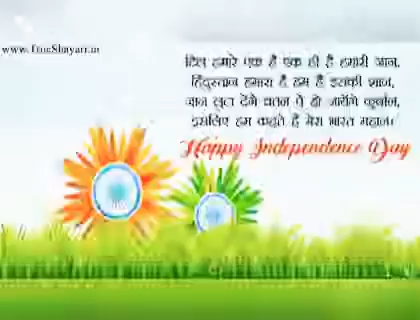 www.TrueShayari.in
दिल हमारे एक हैं एक ही है हमारी जान,
हिंदुस्तान हमारा है हम हैं इसकी शान,
जान लुटा देंगे वतन पे हो जायेंगे कुर्बान,
इसलिए हम कहते हैं मेरा भारत महान!
Happy Independence Day